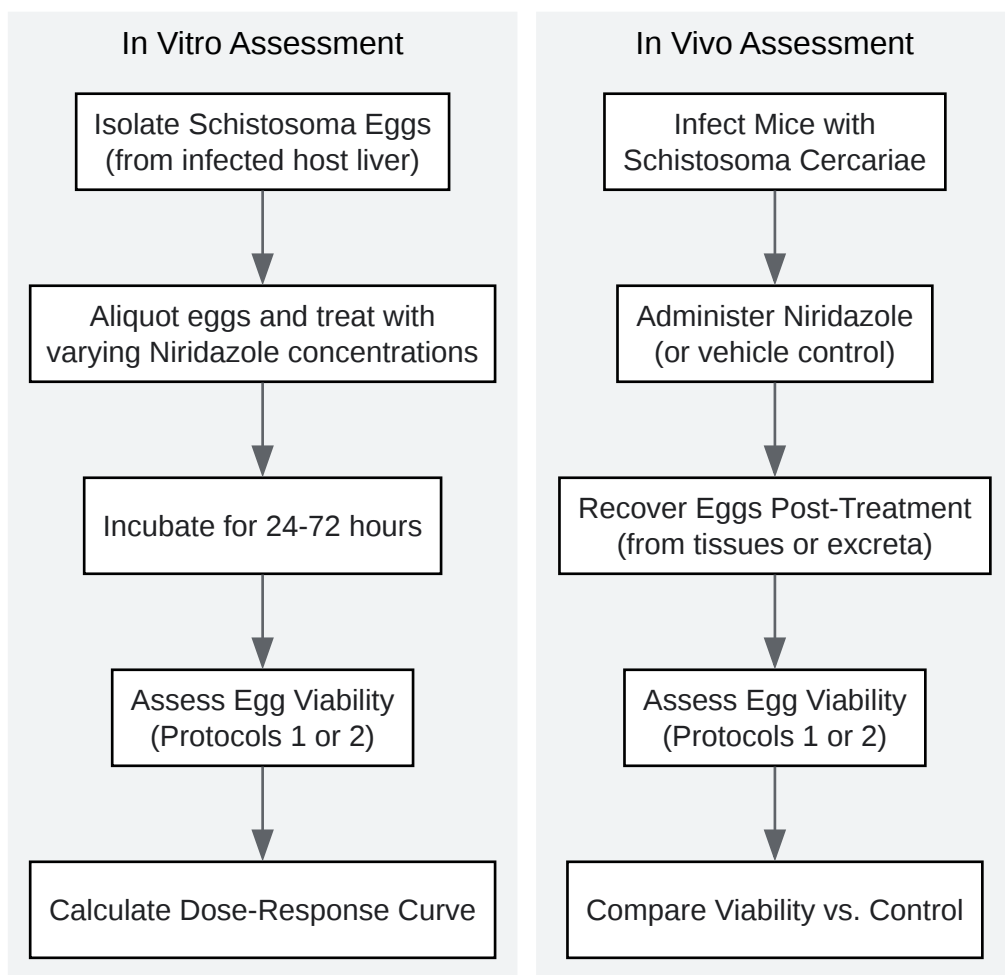 In Vitro Assessment
Isolate Schistosoma Eggs
(from infected host liver)
Aliquot eggs and treat with
varying Niridazole concentrations
Incubate for 24-72 hours
Assess Egg Viability
(Protocols 1 or 2)
Calculate Dose-Response Curve
In Vivo Assessment
Infect Mice with
Schistosoma Cercariae
Administer Niridazole
(or vehicle control)
Recover Eggs Post-Treatment
(from tissues or excreta)
Assess Egg Viability
(Protocols 1 or 2)
Compare Viability vs. Control